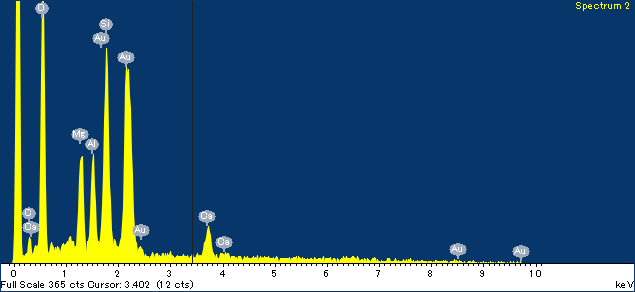 Spectrum 2
O
Si
Au
Au
Mg
Al
C
Ca
Ca
Au
Ca
Au
Au
0 1 2 3 4 5 6 7 8 9 10
Full Scale 365 cts Cursor: 3.402 (12 cts) keV